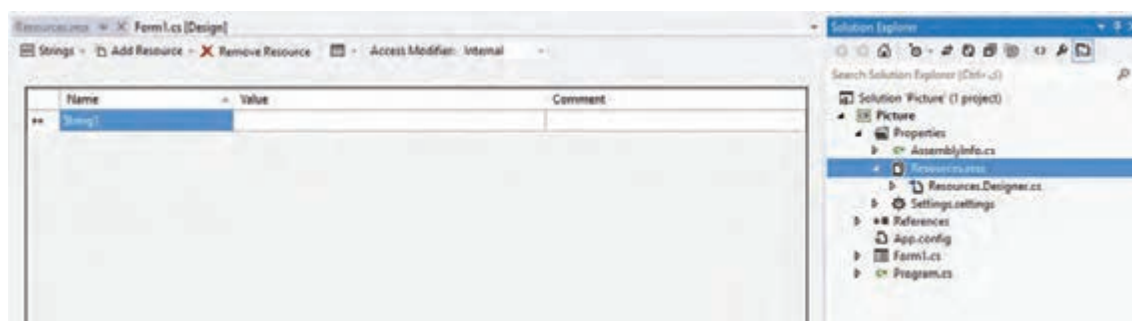 Resources.resx Form1.cs [Design]
Strings Add Resource Remove Resource Access Modifier: Internal
Name Value Comment
String1
Solution Explorer
Search Solution Explorer (Ctrl+;)
Solution 'Picture' (1 project)
Picture
Properties
AssemblyInfo.cs
Resources.resx
Resources.Designer.cs
Settings.settings
References
App.config
Form1.cs
Program.cs